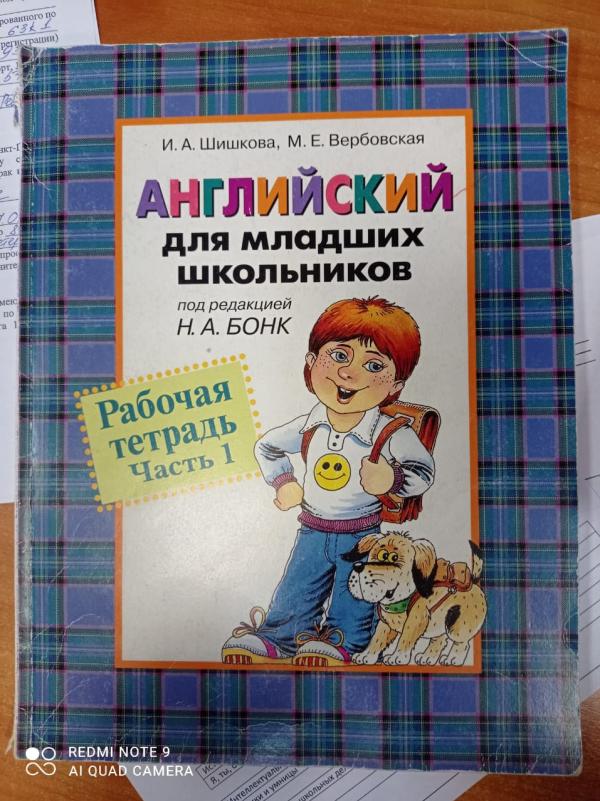 И. А. Шишкова, М. Е. Вербовская
АНГЛИЙСКИЙ
для младших
школьников
под редакцией
Н. А. БОНК
Рабочая
тетрадь
Часть 1
REDMI NOTE 9
AI QUAD CAMERA